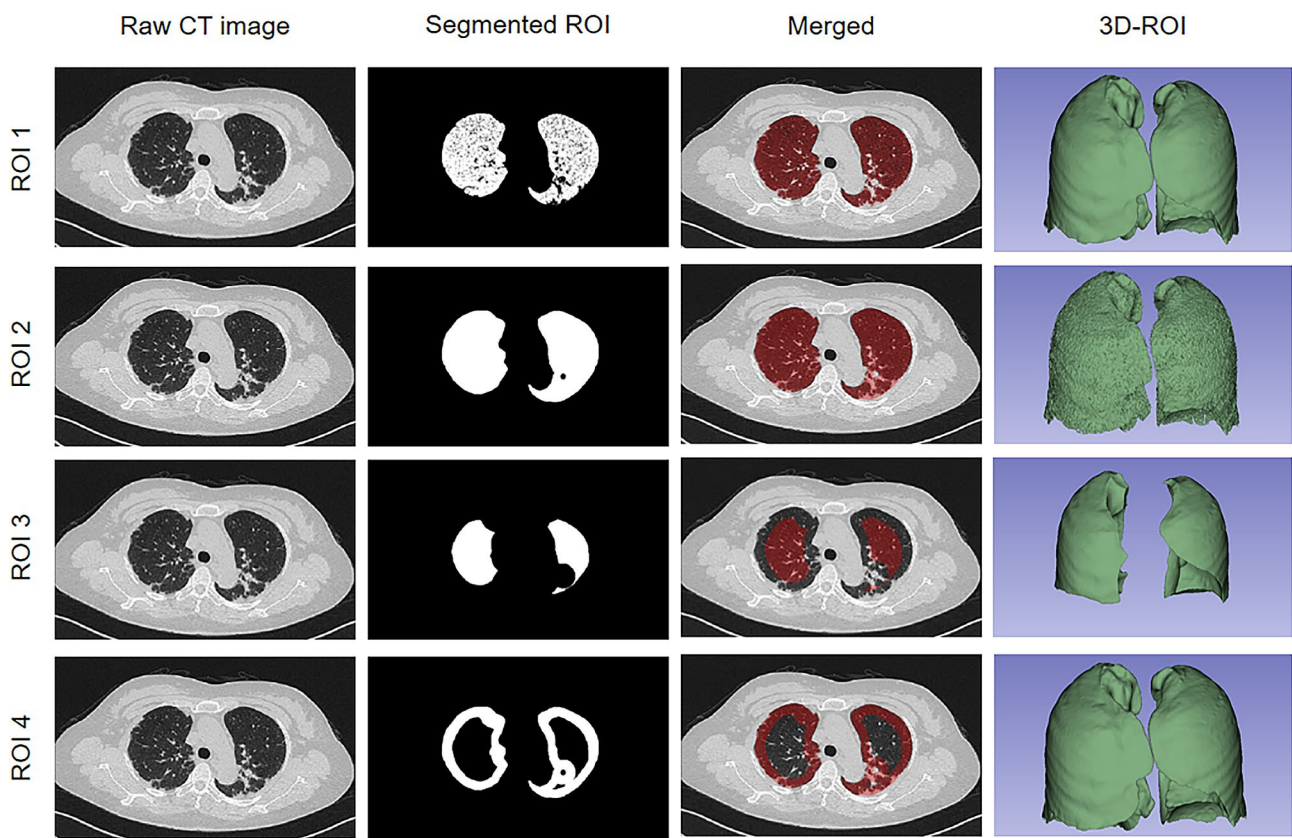 Raw CT image
Segmented ROI
Merged
3D-ROI
ROI 1
ROI 2
ROI 3
ROI 4